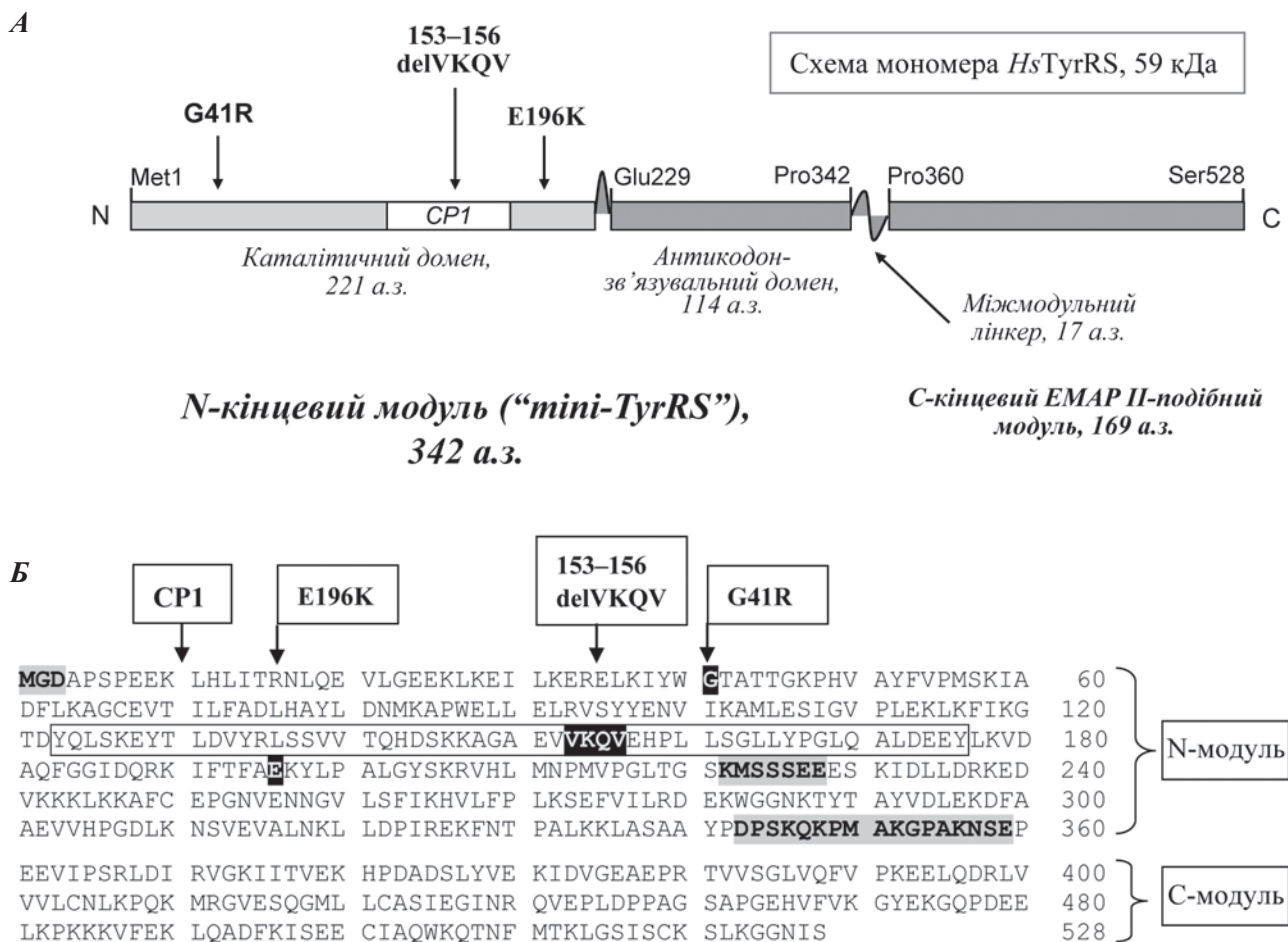 А
153–156
delVKQV
G41R
E196K
Схема мономера HsTyrRS, 59 кДа
Met1
Glu229
Pro342
Pro360
Ser528
N
CP1
C
Каталітичний домен,
221 а.з.
Антикодон-
зв’язувальний домен,
114 а.з.
Міжмодульний
лінкер, 17 а.з.
N-кінцевий модуль (“mini-TyrRS”),
342 а.з.
С-кінцевий EMAP II-подібний
модуль, 169 а.з.
Б
CP1
E196K
153–156
delVKQV
G41R
MGDAPSPEEK LHLITRNLQE VLGEEKLKEI LKERELKIYW GTATTGKPHV AYFVPMSKIA 60
DFLKAGCEVT ILFADLHAYL DNMKAPWELL ELRVSYYENV IKAMLESIGV PLEKLKFIKG 120
TDYQLSKEYT LDVYRLSSVV TQHDSKKAGA EVVKQVEHPLL SGLLYPGLQ ALDEEYLKVD 180
AQFGGIDQRK IFTFAEKYLP ALGYSKRVHL MNPMVPGLTG SKMSSSEEES KIDLLDRKED 240
VKKKLKKAFC EPGNVENNGV LSFIKHVLFP LKSEFVILRD EKWGGNKTYT AYVDLEKDFA 300
AEVVHPGDLK NSVEVALNKL LDPIREKFNT PALKKLASAA YPDPSKQKPM AKGPAKNSEP 360
N-модуль
EEVIPSRLDI RVGKIITVEK HPDADSLYVE KIDVGEAEPR TVVSGLVQFV PKEELQDRLV 400
VVLCNLKPQK MRGVESQGML LCASIEGINR QVEPLDPPAG SAPGEHVFVK GYEKGQPDEE 480
LKPKKKVFEK LQADFKISEE CIAQWKQTNF MTKLGSISCK SLKGGNIS 528
С-модуль